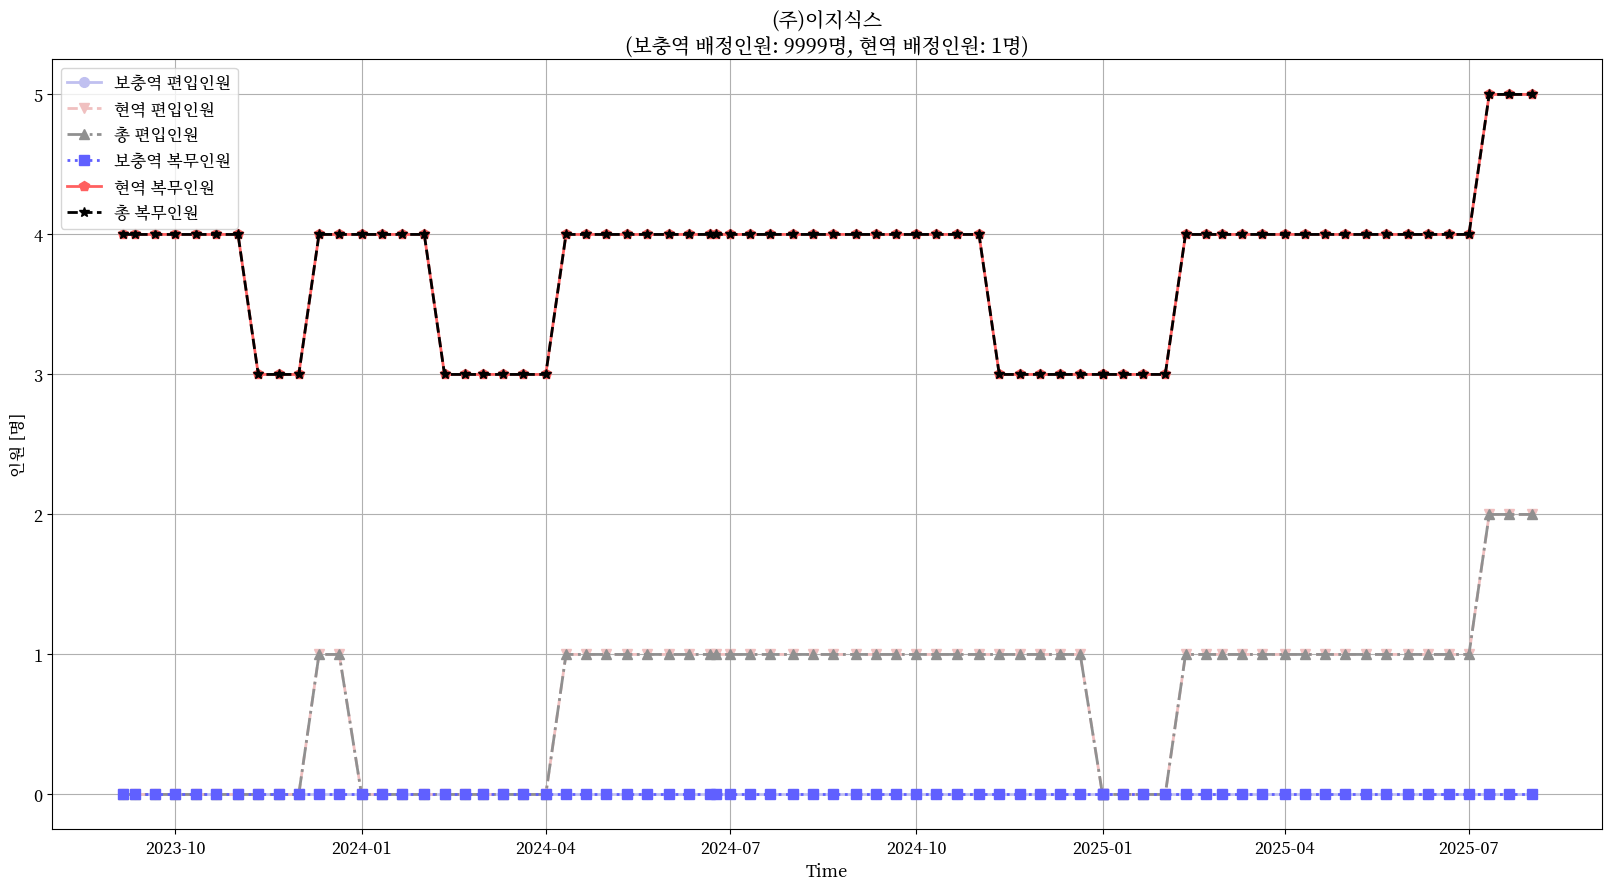 (주)이지식스
(보충역 배정인원: 9999명, 현역 배정인원: 1명)
보충역 편입인원
현역 편입인원
총 편입인원
보충역 복무인원
현역 복무인원
총 복무인원
5
4
3
2
1
0
인원 [명]
2023-10
2024-01
2024-04
2024-07
2024-10
2025-01
2025-04
2025-07
Time